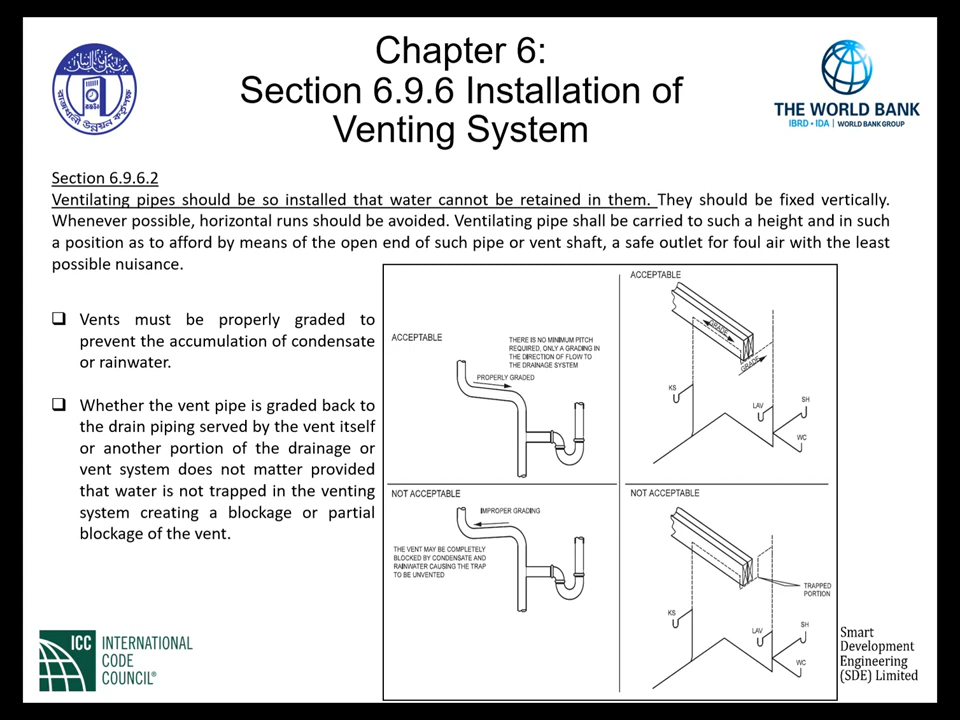 Chapter 6:
Section 6.9.6 Installation of
Venting System
রাজধানী উন্নয়ন কর্তৃপক্ষ
THE WORLD BANK
IBRD • IDA | WORLD BANK GROUP
Section 6.9.6.2
Ventilating pipes should be so installed that water cannot be retained in them. They should be fixed vertically.
Whenever possible, horizontal runs should be avoided. Ventilating pipe shall be carried to such a height and in such
a position as to afford by means of the open end of such pipe or vent shaft, a safe outlet for foul air with the least
possible nuisance.
❑ Vents must be properly graded to
prevent the accumulation of condensate
or rainwater.
❑ Whether the vent pipe is graded back to
the drain piping served by the vent itself
or another portion of the drainage or
vent system does not matter provided
that water is not trapped in the venting
system creating a blockage or partial
blockage of the vent.
ACCEPTABLE
THERE IS NO MINIMUM PITCH
REQUIRED, ONLY A GRADING IN
THE DIRECTION OF FLOW TO
THE DRAINAGE SYSTEM
PROPERLY GRADED
ACCEPTABLE
GRADE
GRADE
KS
LAV
SH
WC
NOT ACCEPTABLE
IMPROPER GRADING
THE VENT MAY BE COMPLETELY
BLOCKED BY CONDENSATE AND
RAINWATER CAUSING THE TRAP
TO BE UNVENTED
NOT ACCEPTABLE
TRAPPED
PORTION
KS
LAV
SH
WC
ICC INTERNATIONAL
CODE
COUNCIL®
Smart
Development
Engineering
(SDE) Limited